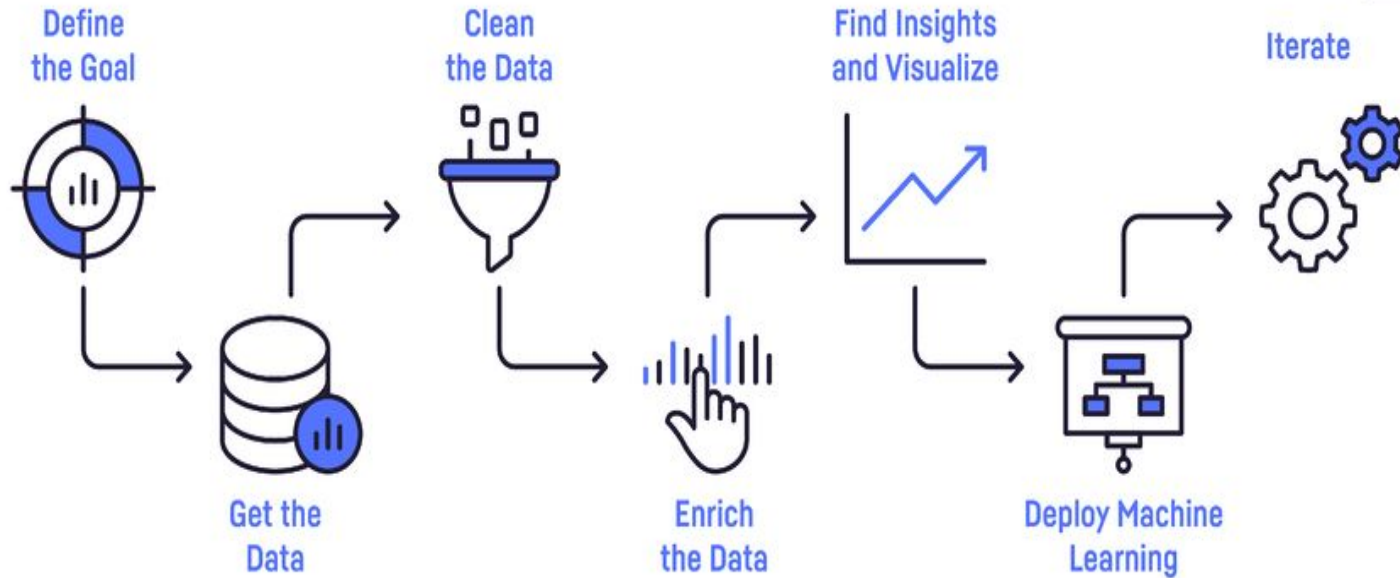 Define
the Goal
Get the
Data
Clean
the Data
Enrich
the Data
Find Insights
and Visualize
Deploy Machine
Learning
Iterate